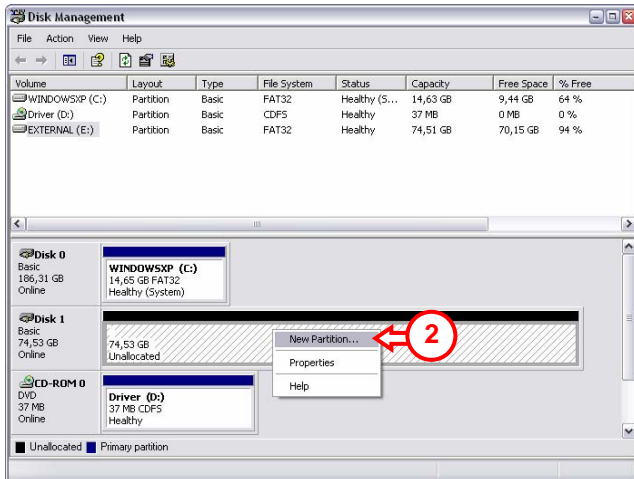 Disk Management
File Action View Help
Volume Layout Type File System Status Capacity Free Space % Free
WINDOWSXP (C:) Partition Basic FAT32 Healthy (S... 14,63 GB 9,44 GB 64 %
Driver (D:) Partition Basic CDFS Healthy 37 MB 0 MB 0 %
EXTERNAL (E:) Partition Basic FAT32 Healthy 74,51 GB 70,15 GB 94 %
Disk 0
Basic
186,31 GB
Online
WINDOWSXP (C:)
14,65 GB FAT32
Healthy (System)
Disk 1
Basic
74,53 GB
Online
74,53 GB
Unallocated
New Partition...
Properties
Help
2
CD-ROM 0
DVD
37 MB
Online
Driver (D:)
37 MB CDFS
Healthy
Unallocated Primary partition